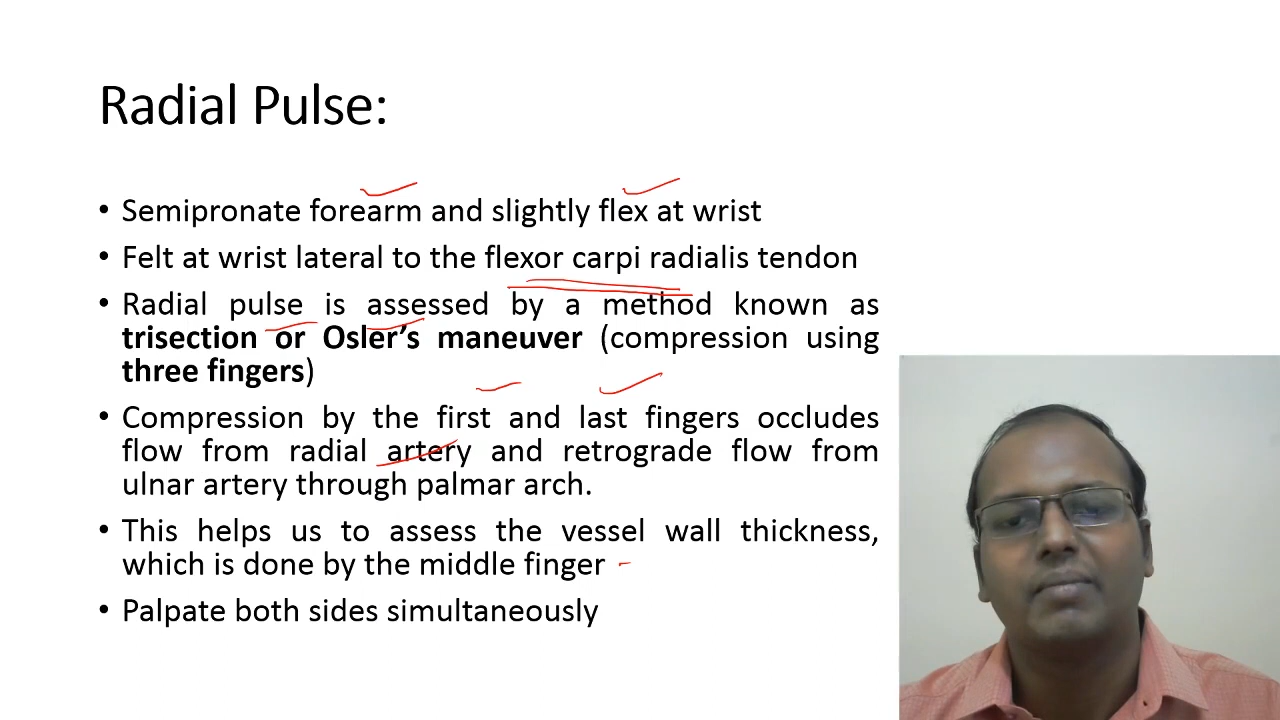 Radial Pulse:
• Semipronate forearm and slightly flex at wrist
• Felt at wrist lateral to the flexor carpi radialis tendon
• Radial pulse is assessed by a method known as
trisection or Osler’s maneuver (compression using
three fingers)
• Compression by the first and last fingers occludes
flow from radial artery and retrograde flow from
ulnar artery through palmar arch.
• This helps us to assess the vessel wall thickness,
which is done by the middle finger
• Palpate both sides simultaneously